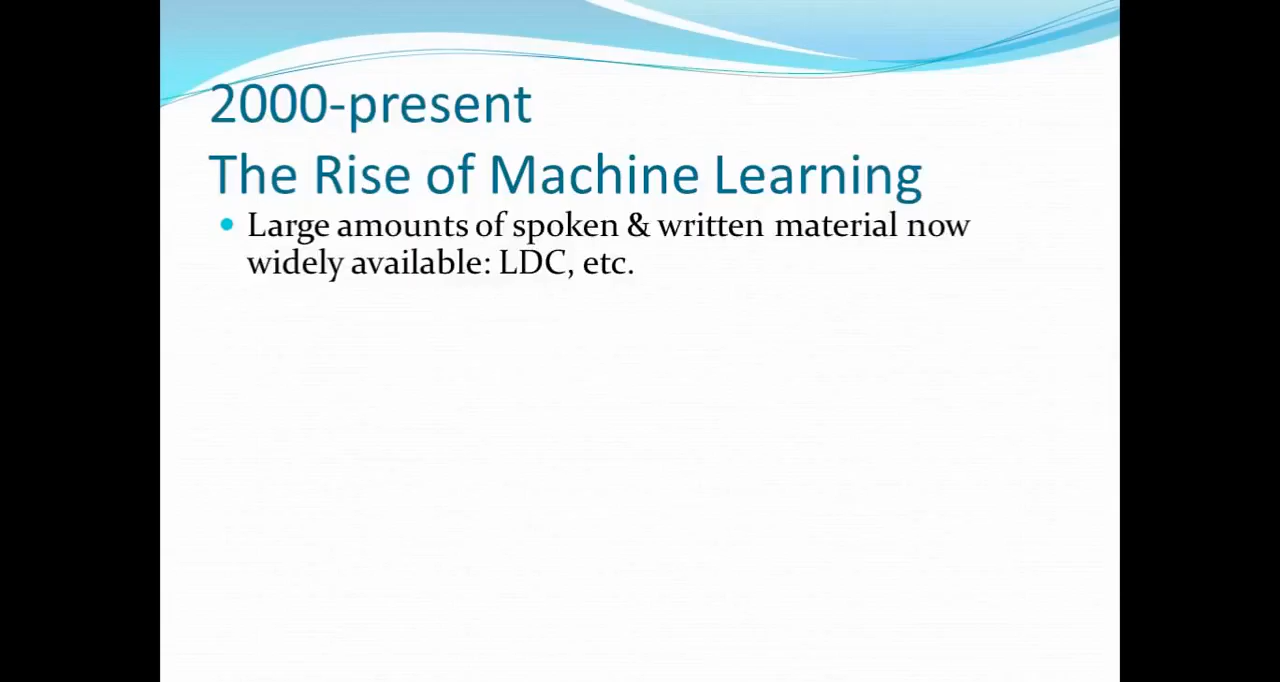 2000-present
The Rise of Machine Learning
• Large amounts of spoken & written material now
widely available: LDC, etc.